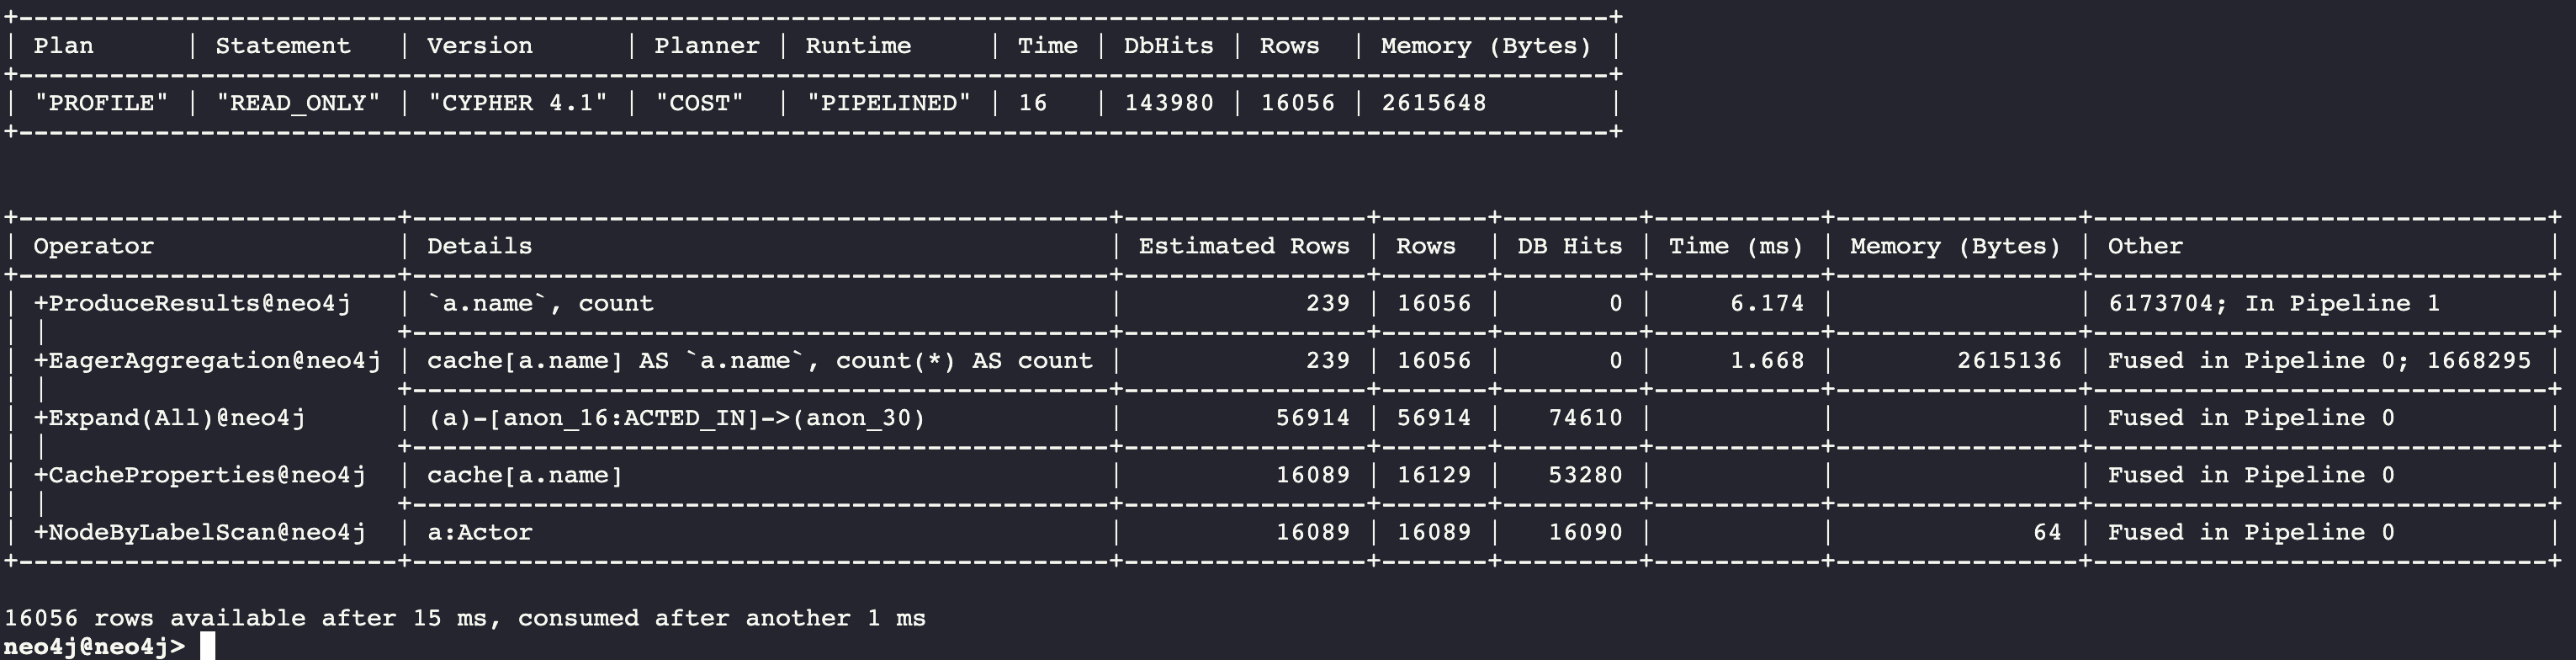 +---------------------------------------------------------------------------------------------------------+
| Plan      | Statement   | Version      | Planner | Runtime     | Time | DbHits | Rows  | Memory (Bytes) |
+---------------------------------------------------------------------------------------------------------+
| "PROFILE" | "READ_ONLY" | "CYPHER 4.1" | "COST"  | "PIPELINED" | 16   | 143980 | 16056 | 2615648        |
+---------------------------------------------------------------------------------------------------------+
+-------------------------+----------------------------------------------+----------------+-------+---------+-----------+----------------+------------------------------+
| Operator                | Details                                      | Estimated Rows | Rows  | DB Hits | Time (ms) | Memory (Bytes) | Other                        |
+-------------------------+----------------------------------------------+----------------+-------+---------+-----------+----------------+------------------------------+
| +ProduceResults@neo4j   | `a.name`, count                              |            239 | 16056 |       0 |     6.174 |                | 6173704; In Pipeline 1       |
| |                       +----------------------------------------------+----------------+-------+---------+-----------+----------------+------------------------------+
| +EagerAggregation@neo4j | cache[a.name] AS `a.name`, count(*) AS count |            239 | 16056 |       0 |     1.668 |        2615136 | Fused in Pipeline 0; 1668295 |
| |                       +----------------------------------------------+----------------+-------+---------+-----------+----------------+------------------------------+
| +Expand(All)@neo4j      | (a)-[anon_16:ACTED_IN]->(anon_30)            |          56914 | 56914 |   74610 |           |                | Fused in Pipeline 0          |
| |                       +----------------------------------------------+----------------+-------+---------+-----------+----------------+------------------------------+
| +CacheProperties@neo4j  | cache[a.name]                                |          16089 | 16129 |   53280 |           |                | Fused in Pipeline 0          |
| |                       +----------------------------------------------+----------------+-------+---------+-----------+----------------+------------------------------+
| +NodeByLabelScan@neo4j  | a:Actor                                      |          16089 | 16089 |   16090 |           |             64 | Fused in Pipeline 0          |
+-------------------------+----------------------------------------------+----------------+-------+---------+-----------+----------------+------------------------------+
16056 rows available after 15 ms, consumed after another 1 ms
neo4j@neo4j>